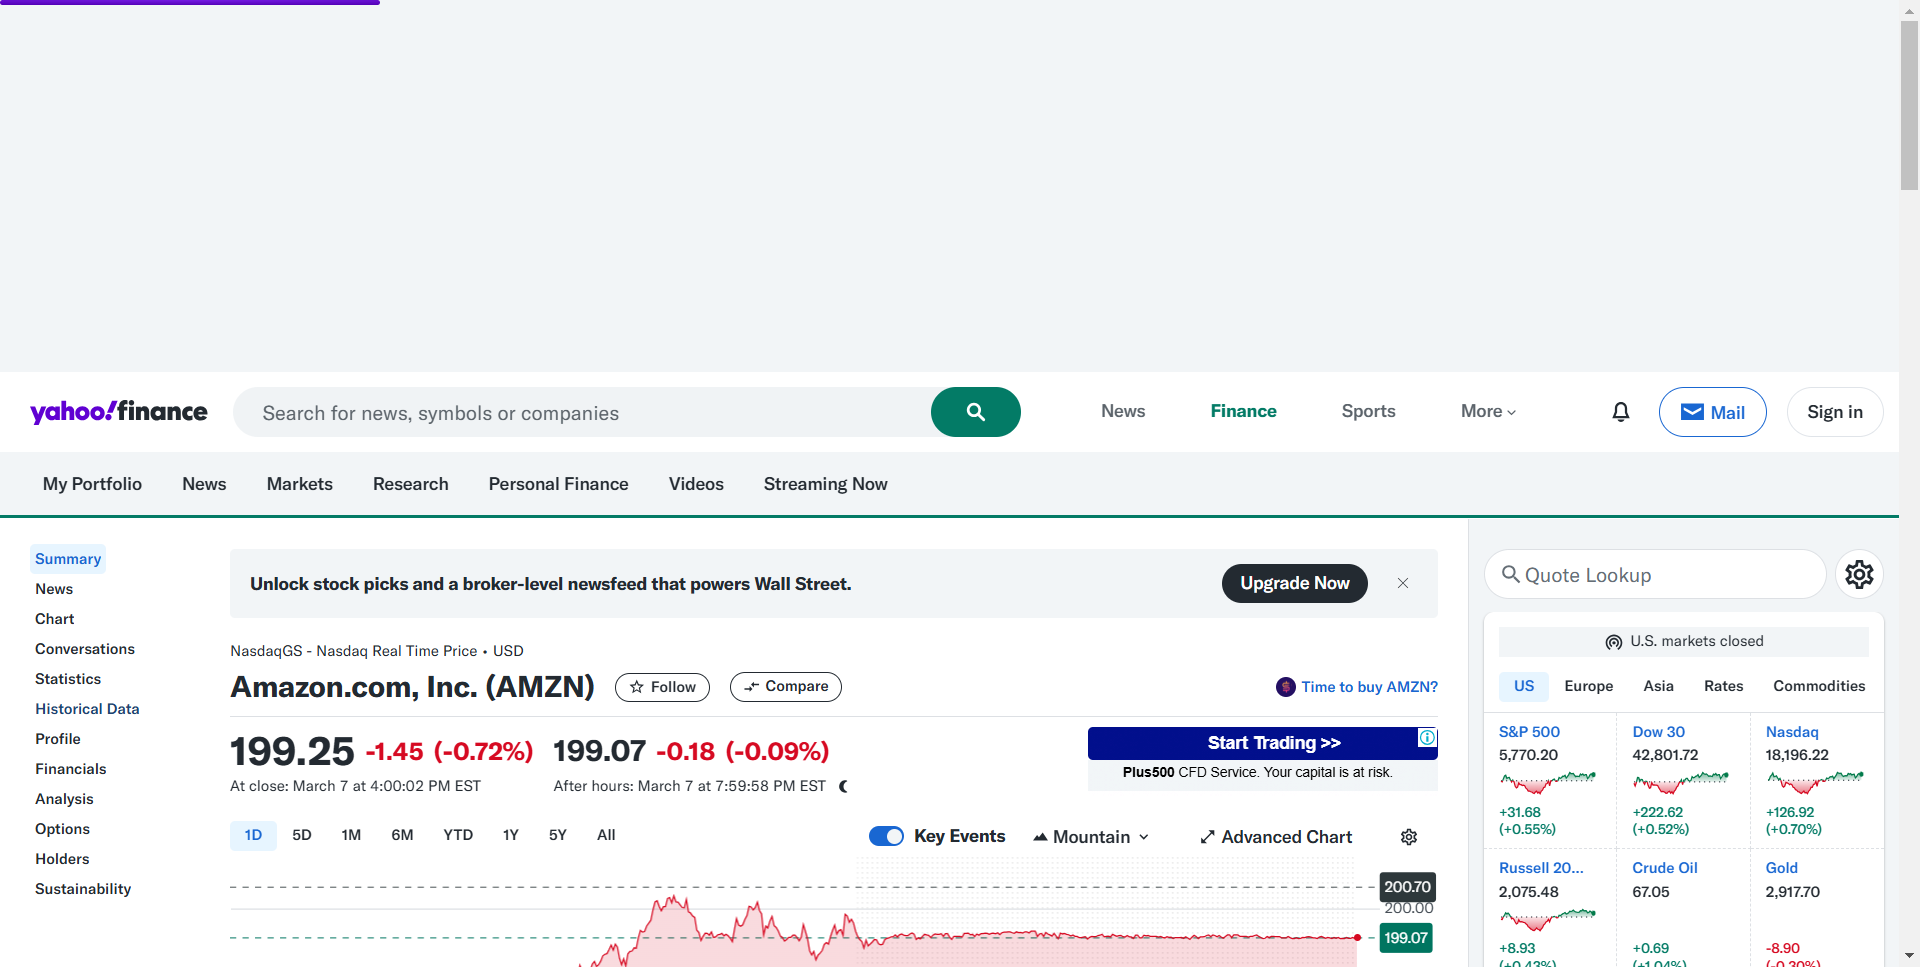 yahoo!finance
Search for news, symbols or companies
News
Finance
Sports
More
Mail
Sign in
My Portfolio
News
Markets
Research
Personal Finance
Videos
Streaming Now
Summary
News
Chart
Conversations
Statistics
Historical Data
Profile
Financials
Analysis
Options
Holders
Sustainability
Unlock stock picks and a broker-level newsfeed that powers Wall Street.
Upgrade Now
NasdaqGS - Nasdaq Real Time Price • USD
Amazon.com, Inc. (AMZN)
Follow
Compare
Time to buy AMZN?
199.25 -1.45 (-0.72%)
At close: March 7 at 4:00:02 PM EST
199.07 -0.18 (-0.09%)
After hours: March 7 at 7:59:58 PM EST
Start Trading >>
Plus500 CFD Service. Your capital is at risk.
1D
5D
1M
6M
YTD
1Y
5Y
All
Key Events
Mountain
Advanced Chart
200.70
200.00
199.07
Quote Lookup
U.S. markets closed
US
Europe
Asia
Rates
Commodities
S&P 500
5,770.20
+31.68
(+0.55%)
Dow 30
42,801.72
+222.62
(+0.52%)
Nasdaq
18,196.22
+126.92
(+0.70%)
Russell 20...
2,075.48
+8.93
(+0.43%)
Crude Oil
67.05
+0.69
(+1.04%)
Gold
2,917.70
-8.90
(-0.30%)